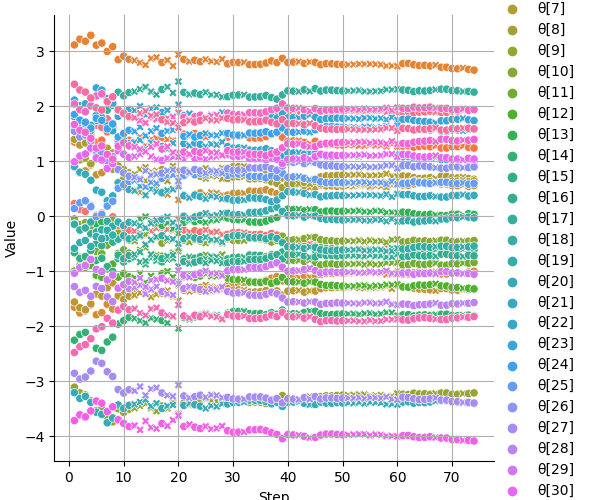 3
2
1
0
−1
−2
−3
−4
Value
0 10 20 30 40 50 60 70
Step
θ[7]
θ[8]
θ[9]
θ[10]
θ[11]
θ[12]
θ[13]
θ[14]
θ[15]
θ[16]
θ[17]
θ[18]
θ[19]
θ[20]
θ[21]
θ[22]
θ[23]
θ[24]
θ[25]
θ[26]
θ[27]
θ[28]
θ[29]
θ[30]